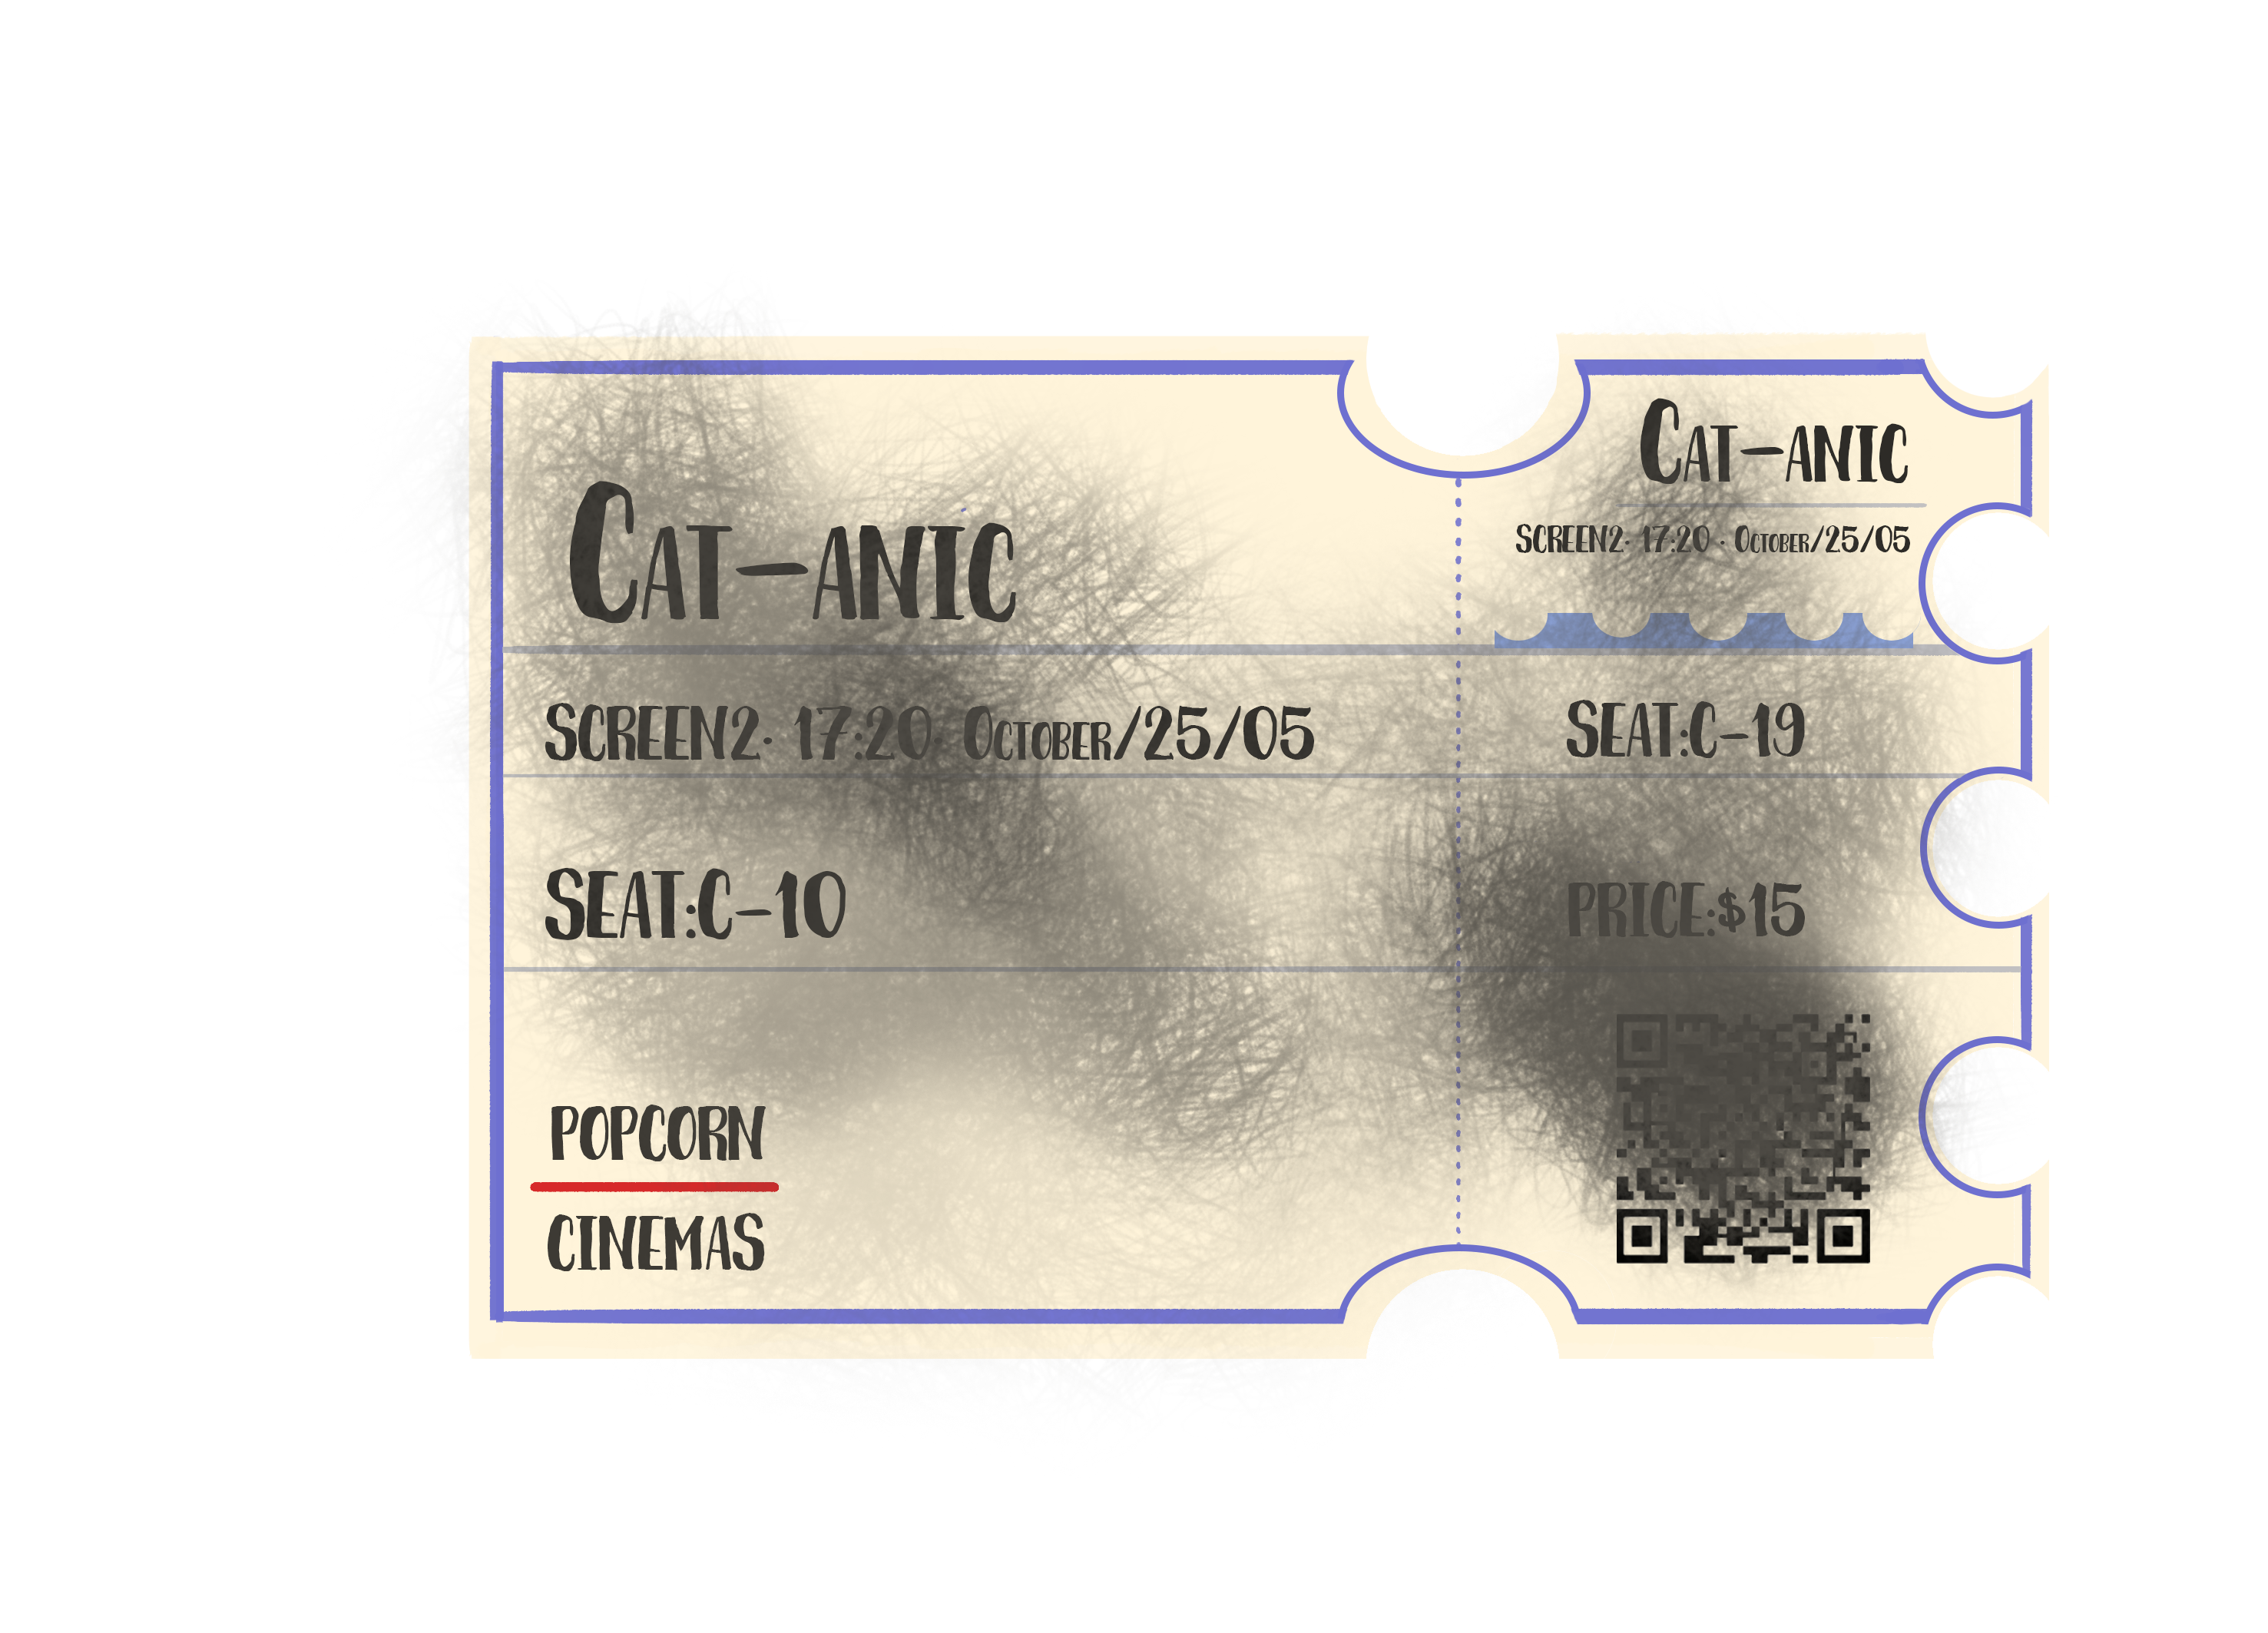 Cat-anic
SCREEN2· 17:20 · October/25/05
SEAT:C-10
POPCORN
CINEMAS
Cat-anic
SCREEN2· 17:20 · October/25/05
SEAT:C-19
PRICE:$15